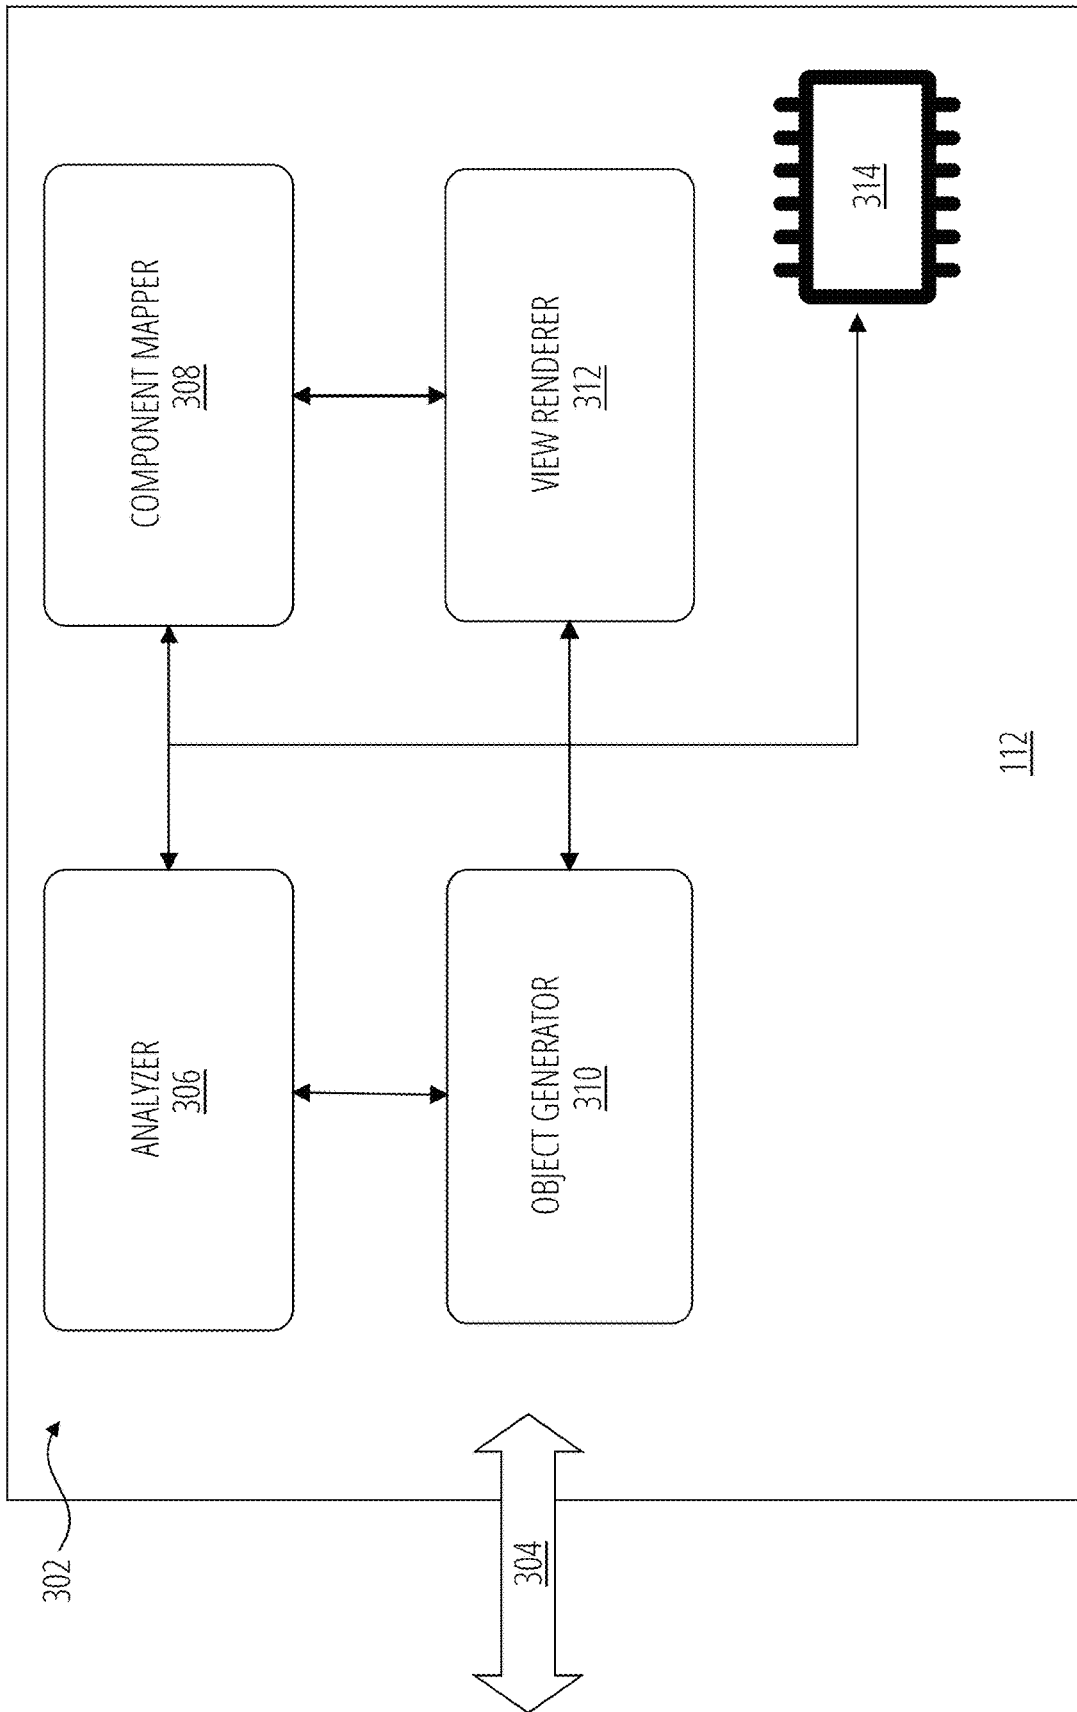 302
ANALYZER
306
COMPONENT MAPPER
308
304
OBJECT GENERATOR
310
VIEW RENDERER
312
314
112